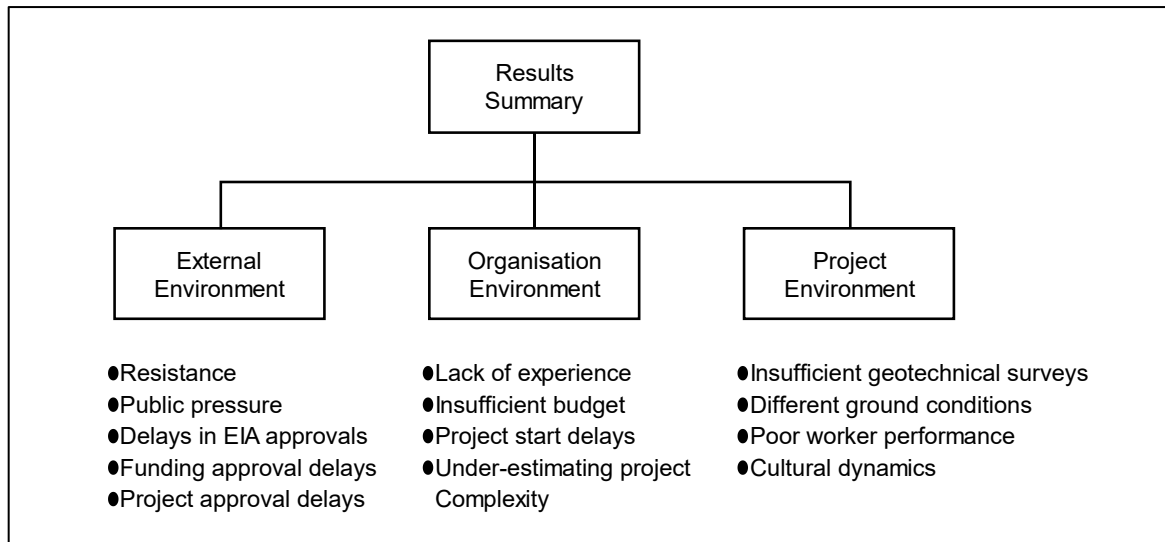 Results
Summary
External
Environment
Organisation
Environment
Project
Environment
●Resistance
●Public pressure
●Delays in EIA approvals
●Funding approval delays
●Project approval delays
●Lack of experience
●Insufficient budget
●Project start delays
●Under-estimating project
Complexity
●Insufficient geotechnical surveys
●Different ground conditions
●Poor worker performance
●Cultural dynamics